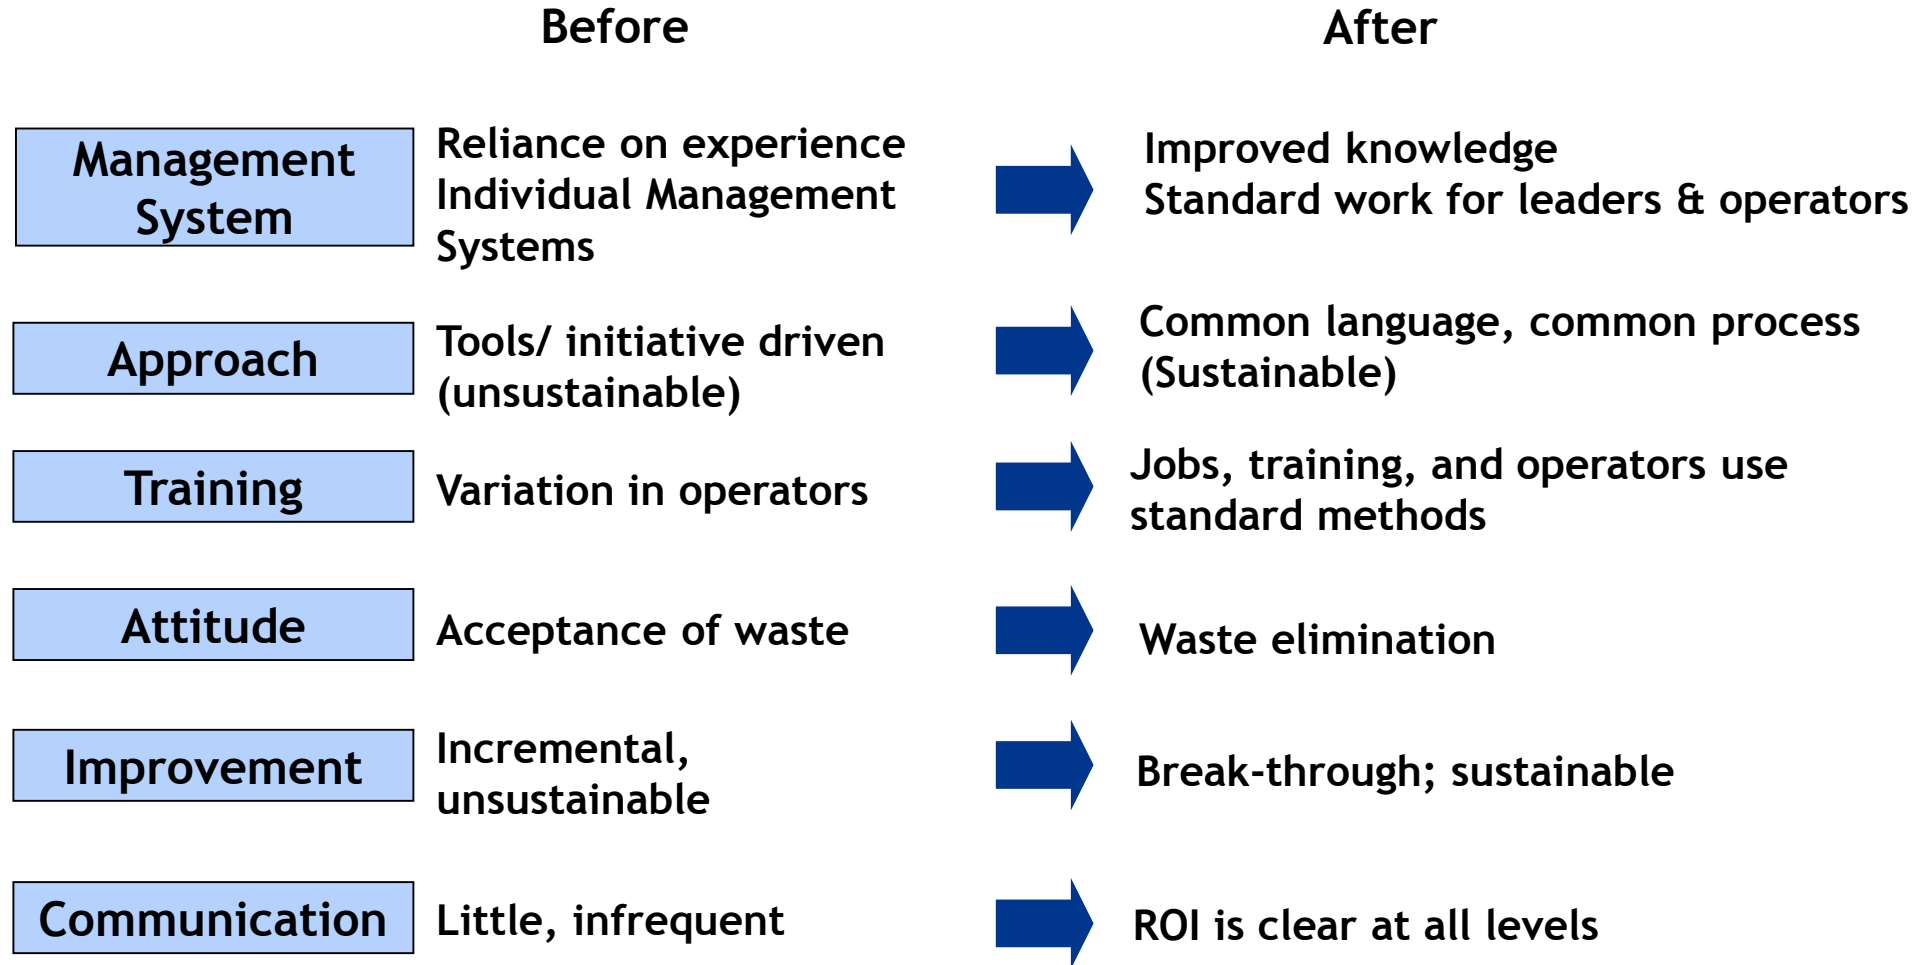 Before
After
Management
System
Reliance on experience
Individual Management
Systems
Improved knowledge
Standard work for leaders & operators
Approach
Tools/ initiative driven
(unsustainable)
Common language, common process
(Sustainable)
Training
Variation in operators
Jobs, training, and operators use
standard methods
Attitude
Acceptance of waste
Waste elimination
Improvement
Incremental,
unsustainable
Break-through; sustainable
Communication
Little, infrequent
ROI is clear at all levels